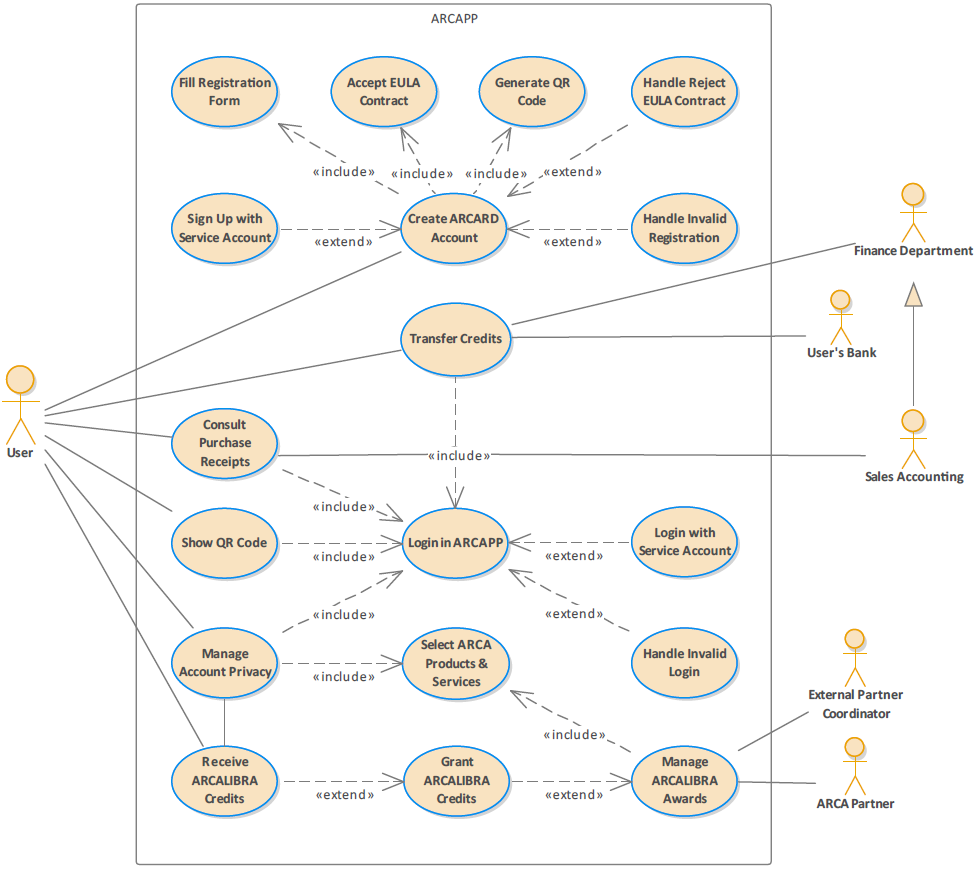 ARCAPP
Fill Registration
Form
Accept EULA
Contract
Generate QR
Code
Handle Reject
EULA Contract
«include»
«include»
«include»
«extend»
Sign Up with
Service Account
«extend»
Create ARCARD
Account
«extend»
Handle Invalid
Registration
Finance Department
Transfer Credits
User's Bank
User
Consult
Purchase
Receipts
«include»
Sales Accounting
«include»
Show QR Code
«include»
Login in ARCAPP
«extend»
Login with
Service Account
«include»
«extend»
Manage
Account Privacy
«include»
Select ARCA
Products &
Services
Handle Invalid
Login
External Partner
Coordinator
«include»
Receive
ARCALIBRA
Credits
«extend»
Grant
ARCALIBRA
Credits
«extend»
Manage
ARCALIBRA
Awards
ARCA Partner